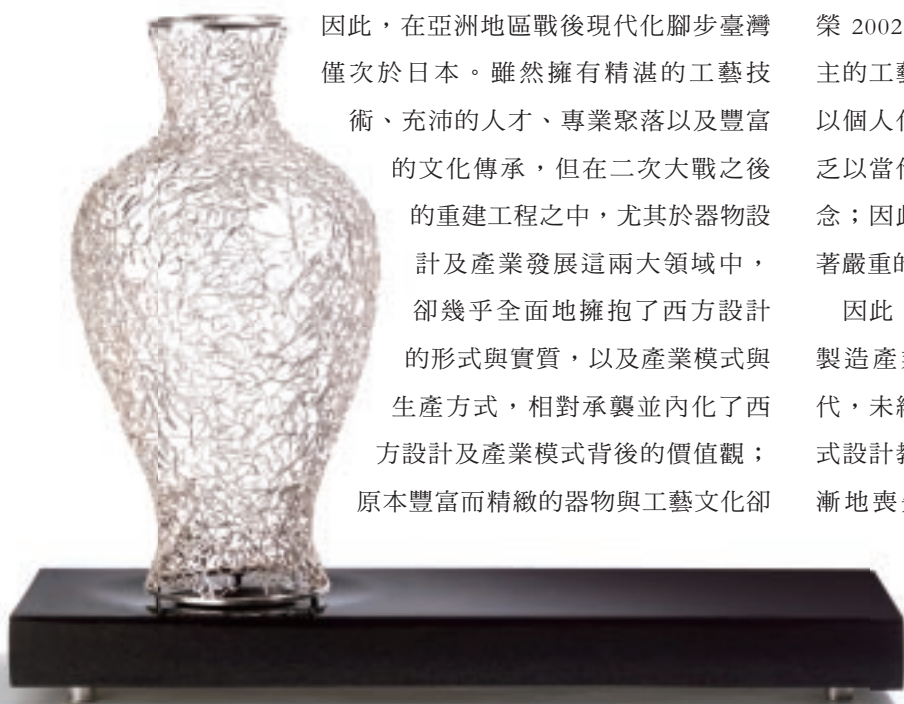 因此，在亞洲地區戰後現代化腳步臺灣
僅次於日本。雖然擁有精湛的工藝技
術、充沛的人才、專業聚落以及豐富
的文化傳承，但在二次大戰之後
的重建工程之中，尤其於器物設
計及產業發展這兩大領域中，
卻幾乎全面地擁抱了西方設計
的形式與實質，以及產業模式與
生產方式，相對承襲並內化了西
方設計及產業模式背後的價值觀；
原本豐富而精緻的器物與工藝文化卻
榮 2002
主的工藝
以個人
乏以當代
念；因此
著嚴重的
因此
製造產業
代，未經
式設計教
漸地喪失